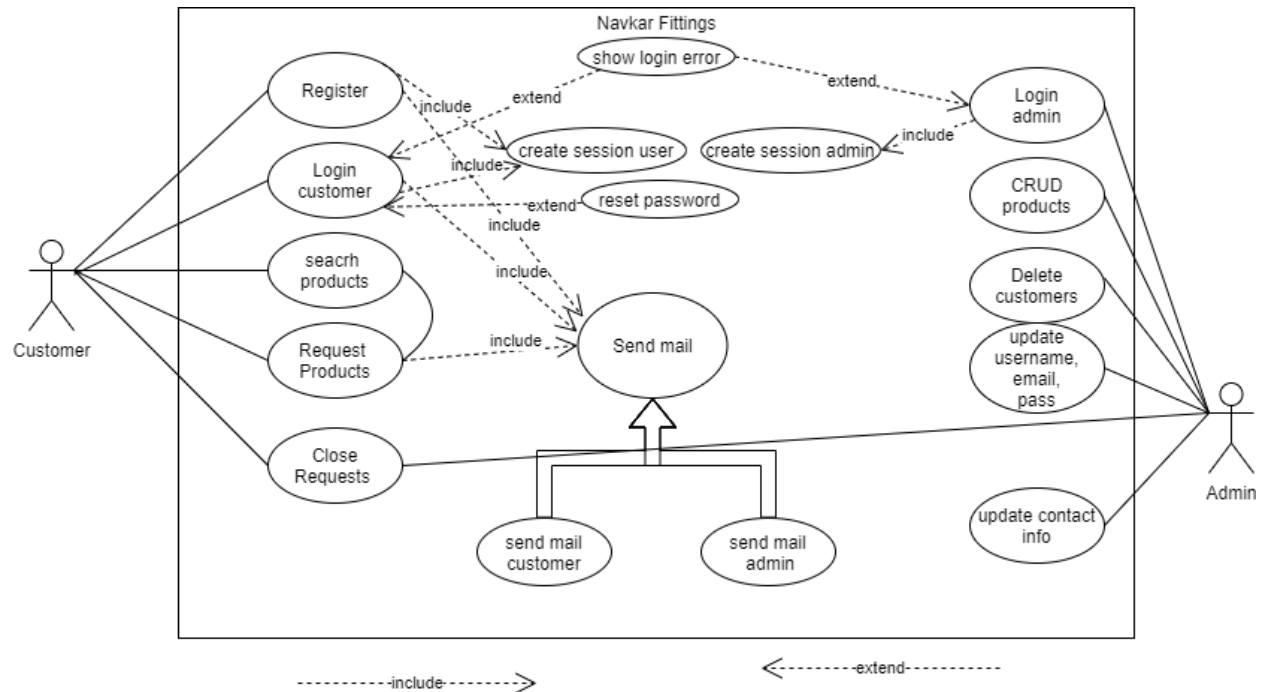 Navkar Fittings
show login error
Register
include
extend
extend
Login
admin
include
create session user
create session admin
Login
customer
include
reset password
extend
CRUD
products
include
seacrh
products
include
Delete
customers
Customer
Request
Products
include
Send mail
update
username,
email,
pass
Close
Requests
Admin
send mail
customer
send mail
admin
update contact
info
include
extend